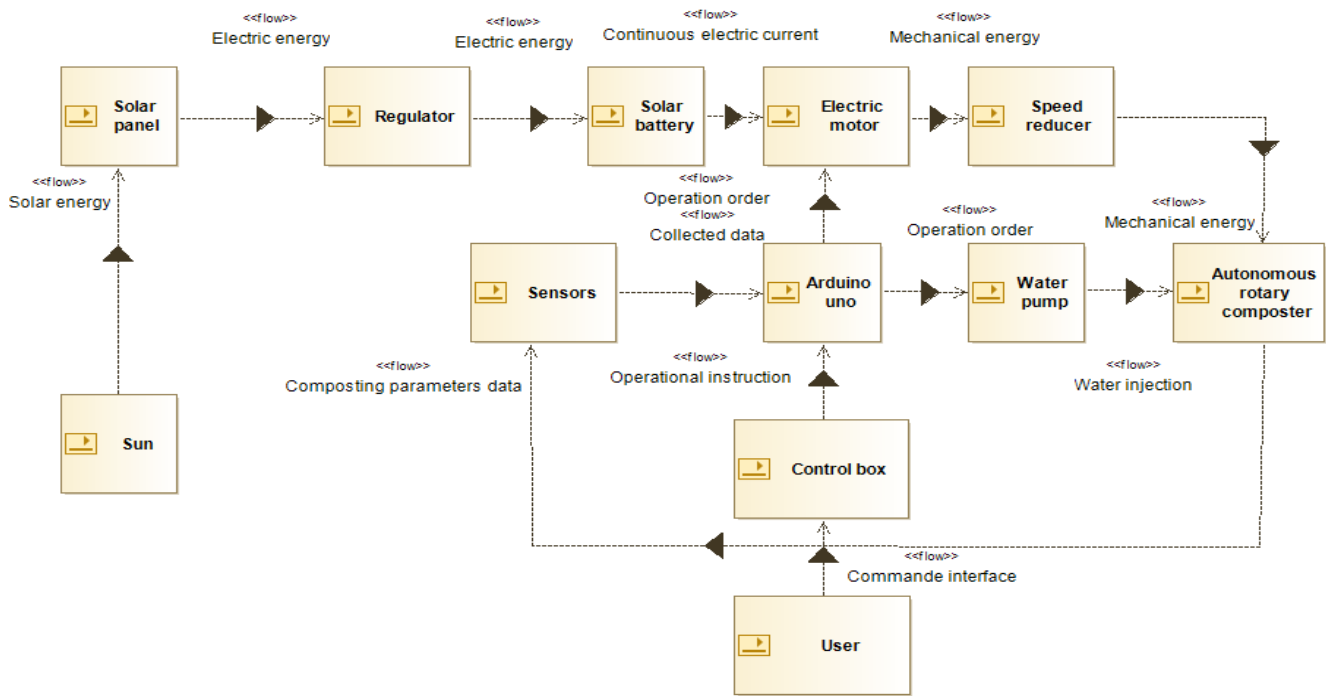 <<flow>>
Electric energy
<<flow>>
Electric energy
<<flow>>
Continuous electric current
<<flow>>
Mechanical energy
Solar
panel
Regulator
Solar
battery
Electric
motor
Speed
reducer
<<flow>>
Solar energy
<<flow>>
Operation order
<<flow>>
Collected data
<<flow>>
Operation order
<<flow>>
Mechanical energy
Sensors
Arduino
uno
Water
pump
Autonomous
rotary
composter
<<flow>>
Composting parameters data
<<flow>>
Operational instruction
<<flow>>
Water injection
Sun
Control box
<<flow>>
Commande interface
User